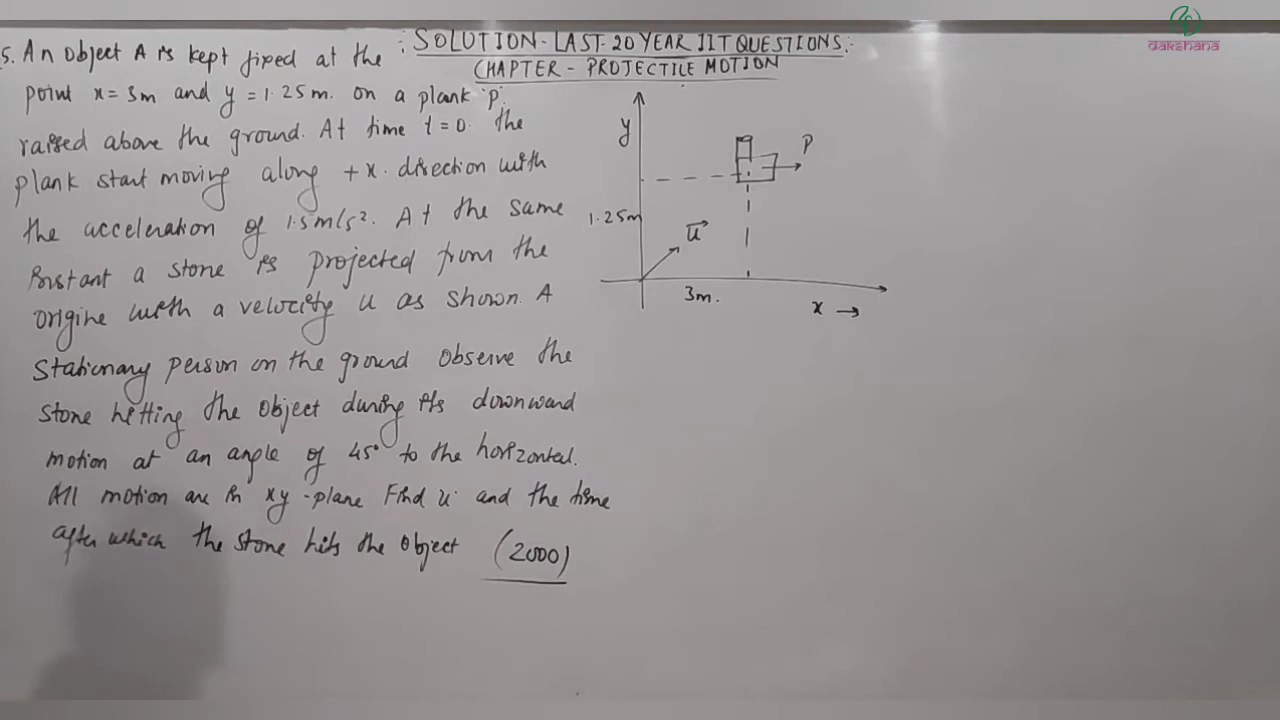 : SOLUTION - LAST 20 YEAR IIT QUESTIONS :
CHAPTER - PROJECTILE MOTION
dakshana
5. An object A is kept fixed at the
point x = 3m and y = 1.25m. on a plank 'P'
raised above the ground. At time t = 0. the
plank start moving along +x. direction with
the acceleration of 1.5m/s². At the same
instant a stone is projected from the
origine with a velocity u as shown. A
Stationary person on the ground observe the
stone hitting the object during its downward
motion at an angle of 45° to the horizontal.
All motion are in xy -plane Find u. and the time
after which the stone hits the object (2000)
y
P
1.25m
u⃗
3m.
x →